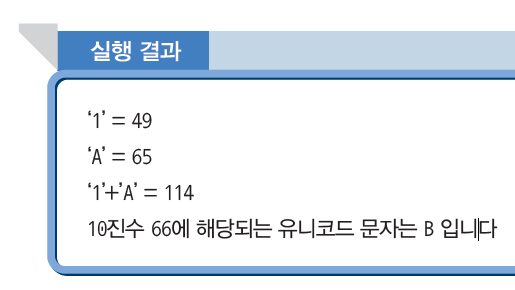 실행 결과
‘1’ = 49
‘A’ = 65
‘1’+’A’ = 114
10진수 66에 해당되는 유니코드 문자는 B 입니다